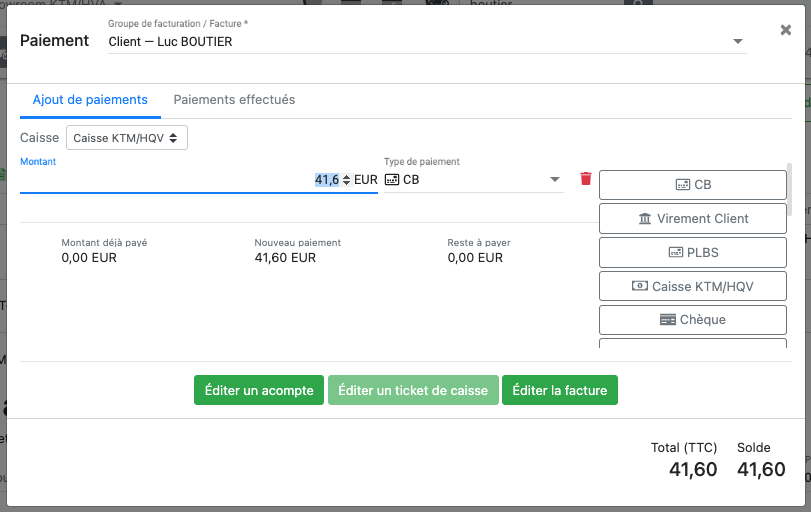 Groupe de facturation / Facture *
Paiement
Client — Luc BOUTIER
Ajout de paiements
Paiements effectués
Caisse
Caisse KTM/HQV
Montant
41,6
EUR
Type de paiement
CB
CB
Virement Client
PLBS
Caisse KTM/HQV
Chèque
Montant déjà payé
0,00 EUR
Nouveau paiement
41,60 EUR
Reste à payer
0,00 EUR
Éditer un acompte
Éditer un ticket de caisse
Éditer la facture
Total (TTC)
Solde
41,60
41,60